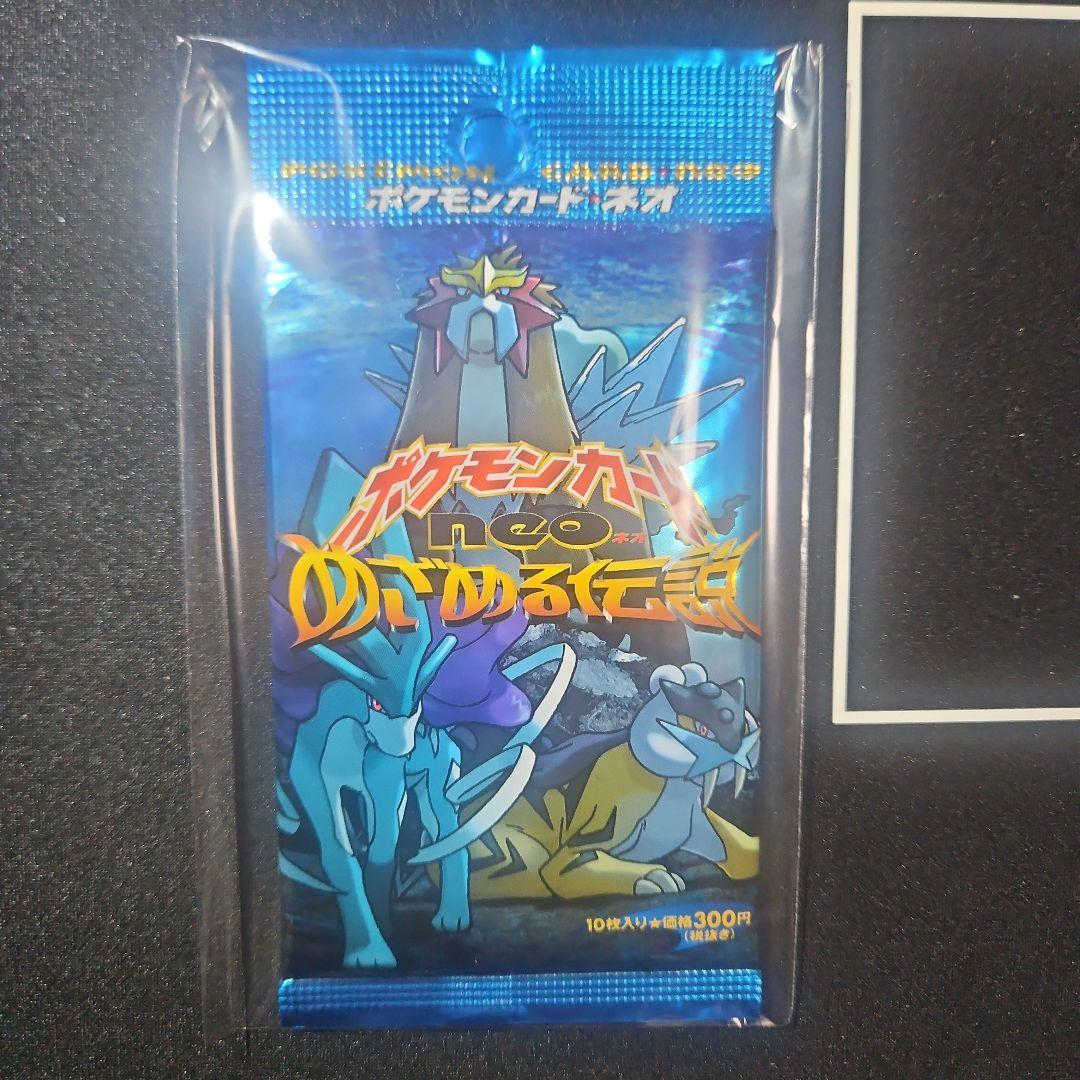 POKÉMON CARD★neo
ポケモンカード★ネオ
ポケモンカード
neo ネオ
めざめる伝説
10枚入り★価格300円
(税抜き)